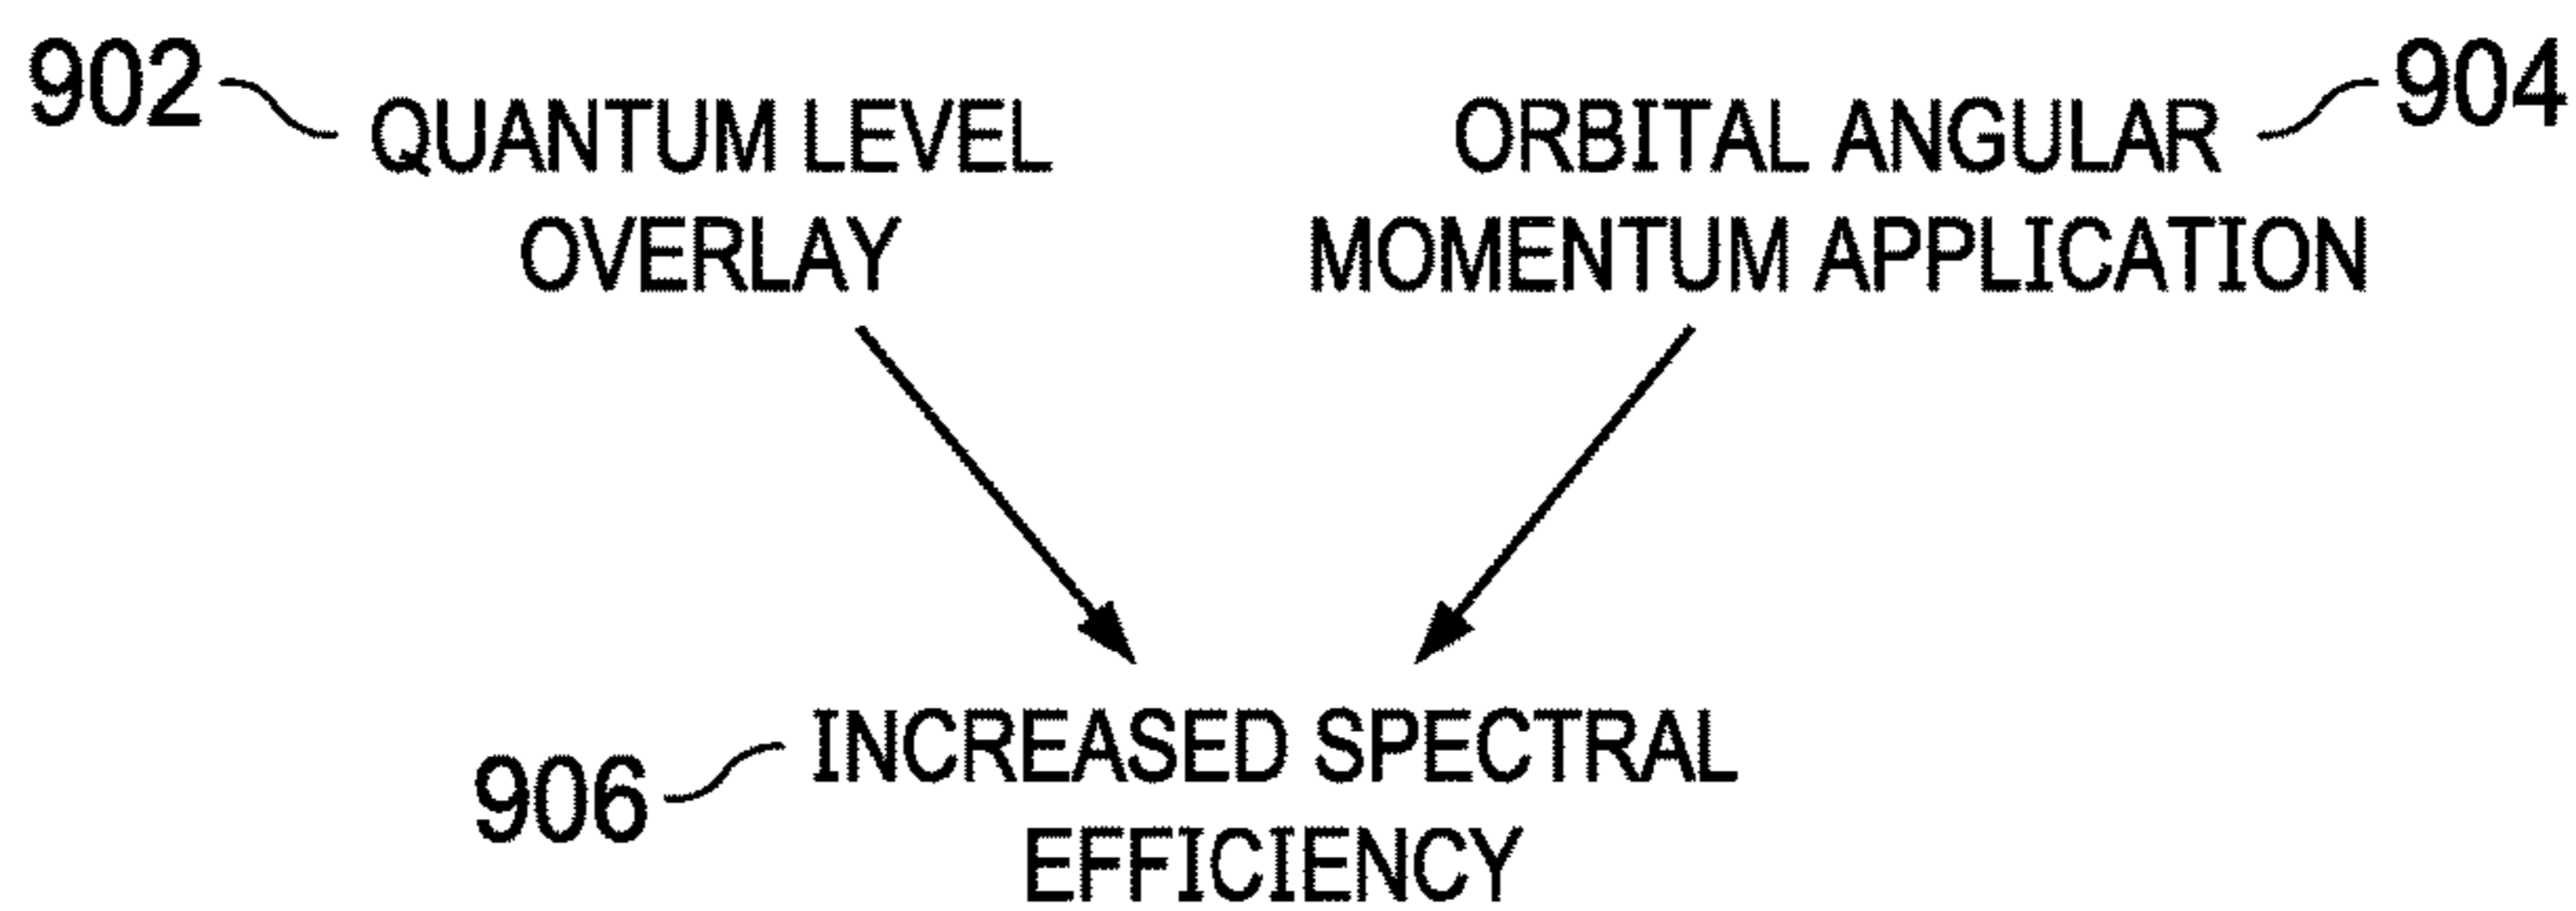 902
QUANTUM LEVEL
OVERLAY
ORBITAL ANGULAR
MOMENTUM APPLICATION
904
906
INCREASED SPECTRAL
EFFICIENCY